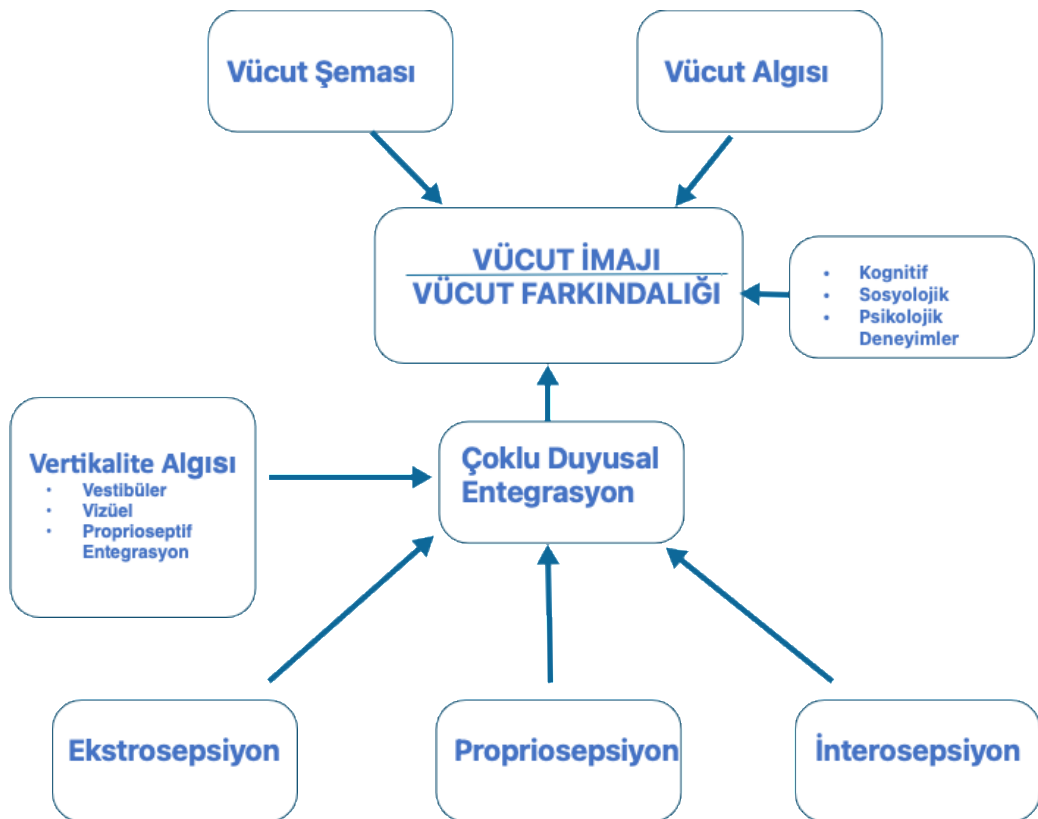 Vücut Şeması
Vücut Algısı
VÜCUT İMAJI
VÜCUT FARKINDALIĞI
• Kognitif
• Sosyolojik
• Psikolojik
Deneyimler
Vertikalite Algısı
• Vestibüler
• Vizüel
• Proprioseptif
Entegrasyon
Çoklu Duyusal
Entegrasyon
Ekstrosepsiyon
Propriosepsiyon
İnterosepsiyon